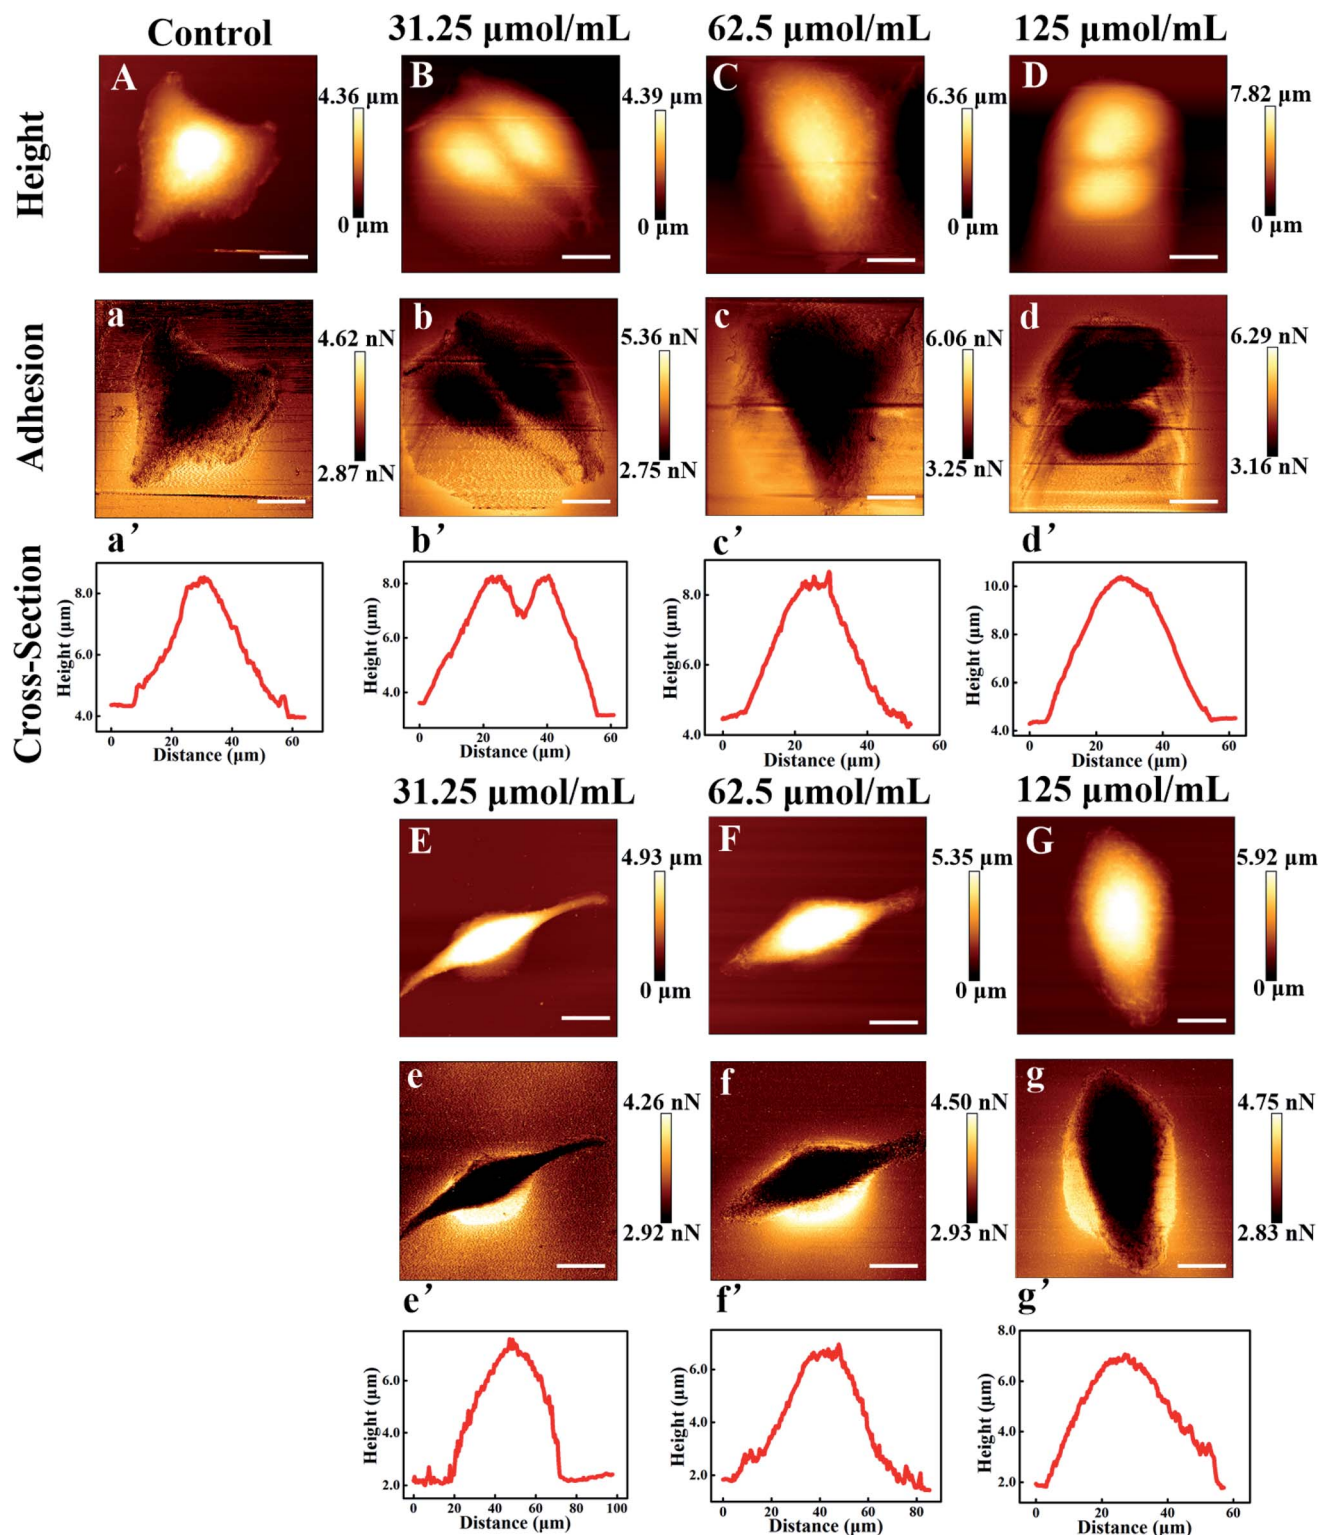 Control 31.25 µmol/mL 62.5 µmol/mL 125 µmol/mL
Height
A 4.36 µm 0 µm
B 4.39 µm 0 µm
C 6.36 µm 0 µm
D 7.82 µm 0 µm
Adhesion
a 4.62 nN 2.87 nN
b 5.36 nN 2.75 nN
c 6.06 nN 3.25 nN
d 6.29 nN 3.16 nN
Cross-Section
a’
Height (µm)
8.0
6.0
4.0
0 20 40 60
Distance (µm)
b’
Height (µm)
8.0
6.0
4.0
0 20 40 60
Distance (µm)
c’
Height (µm)
8.0
6.0
4.0
0 20 40 60
Distance (µm)
d’
Height (µm)
10.0
8.0
6.0
4.0
0 20 40 60
Distance (µm)
31.25 µmol/mL 62.5 µmol/mL 125 µmol/mL
E 4.93 µm 0 µm
F 5.35 µm 0 µm
G 5.92 µm 0 µm
e 4.26 nN 2.92 nN
f 4.50 nN 2.93 nN
g 4.75 nN 2.83 nN
e’
Height (µm)
6.0
4.0
2.0
0 20 40 60 80 100
Distance (µm)
f’
Height (µm)
6.0
4.0
2.0
0 20 40 60 80
Distance (µm)
g’
Height (µm)
8.0
6.0
4.0
2.0
0 20 40 60
Distance (µm)